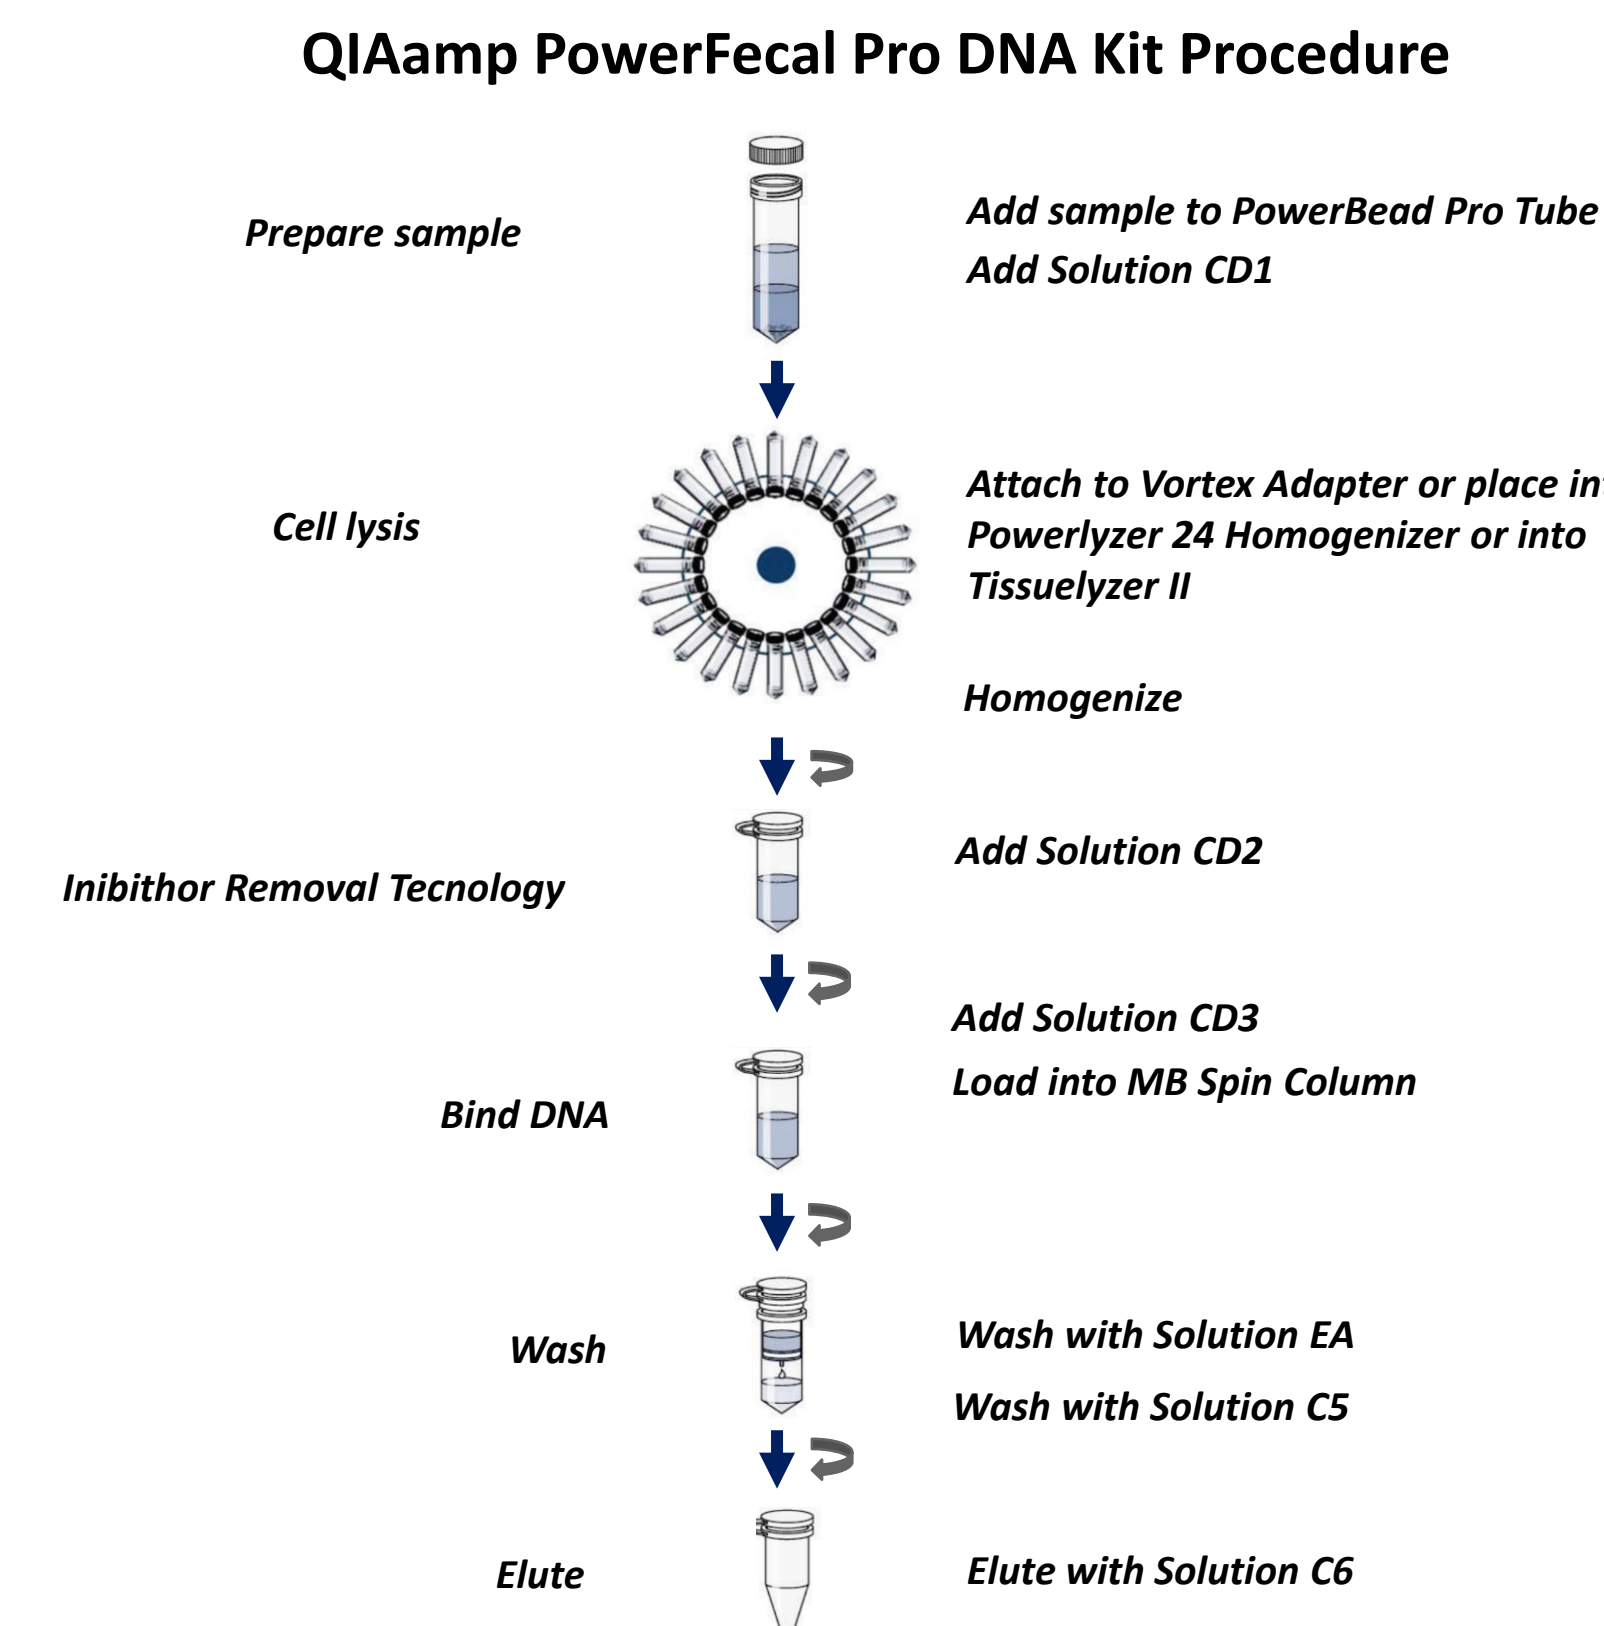 QIAamp PowerFecal Pro DNA Kit Procedure
Prepare sample
Add sample to PowerBead Pro Tube
Add Solution CD1
Cell lysis
Attach to Vortex Adapter or place in
Powerlyzer 24 Homogenizer or into
Tissuelyzer II
Homogenize
Inibithor Removal Tecnology
Add Solution CD2
Bind DNA
Add Solution CD3
Load into MB Spin Column
Wash
Wash with Solution EA
Wash with Solution C5
Elute
Elute with Solution C6